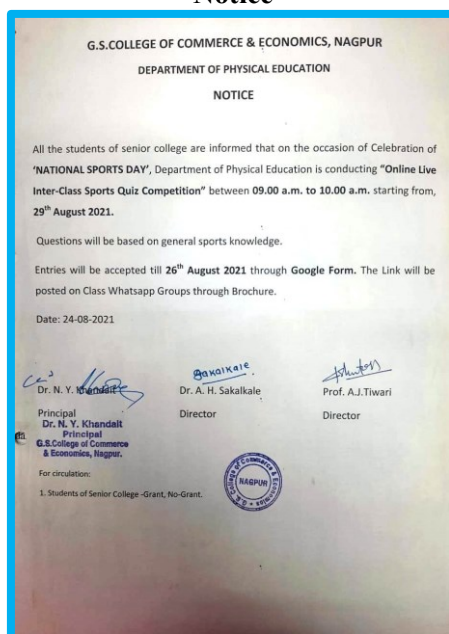 Notice
G.S.COLLEGE OF COMMERCE & ECONOMICS, NAGPUR
DEPARTMENT OF PHYSICAL EDUCATION
NOTICE
All the students of senior college are informed that on the occasion of Celebration of
‘NATIONAL SPORTS DAY’, Department of Physical Education is conducting “Online Live
Inter-Class Sports Quiz Competition” between 09.00 a.m. to 10.00 a.m. starting from,
29th August 2021.
Questions will be based on general sports knowledge.
Entries will be accepted till 26th August 2021 through Google Form. The Link will be
posted on Class Whatsapp Groups through Brochure.
Date: 24-08-2021
Sakalkale
Dr. N. Y. Khandait Dr. A. H. Sakalkale Prof. A.J.Tiwari
Principal Director Director
Dr. N. Y. Khandait
Principal
G.S.College of Commerce
& Economics, Nagpur.
For circulation:
1. Students of Senior College -Grant, No-Grant.
G. S. College of Commerce & Economics
NAGPUR